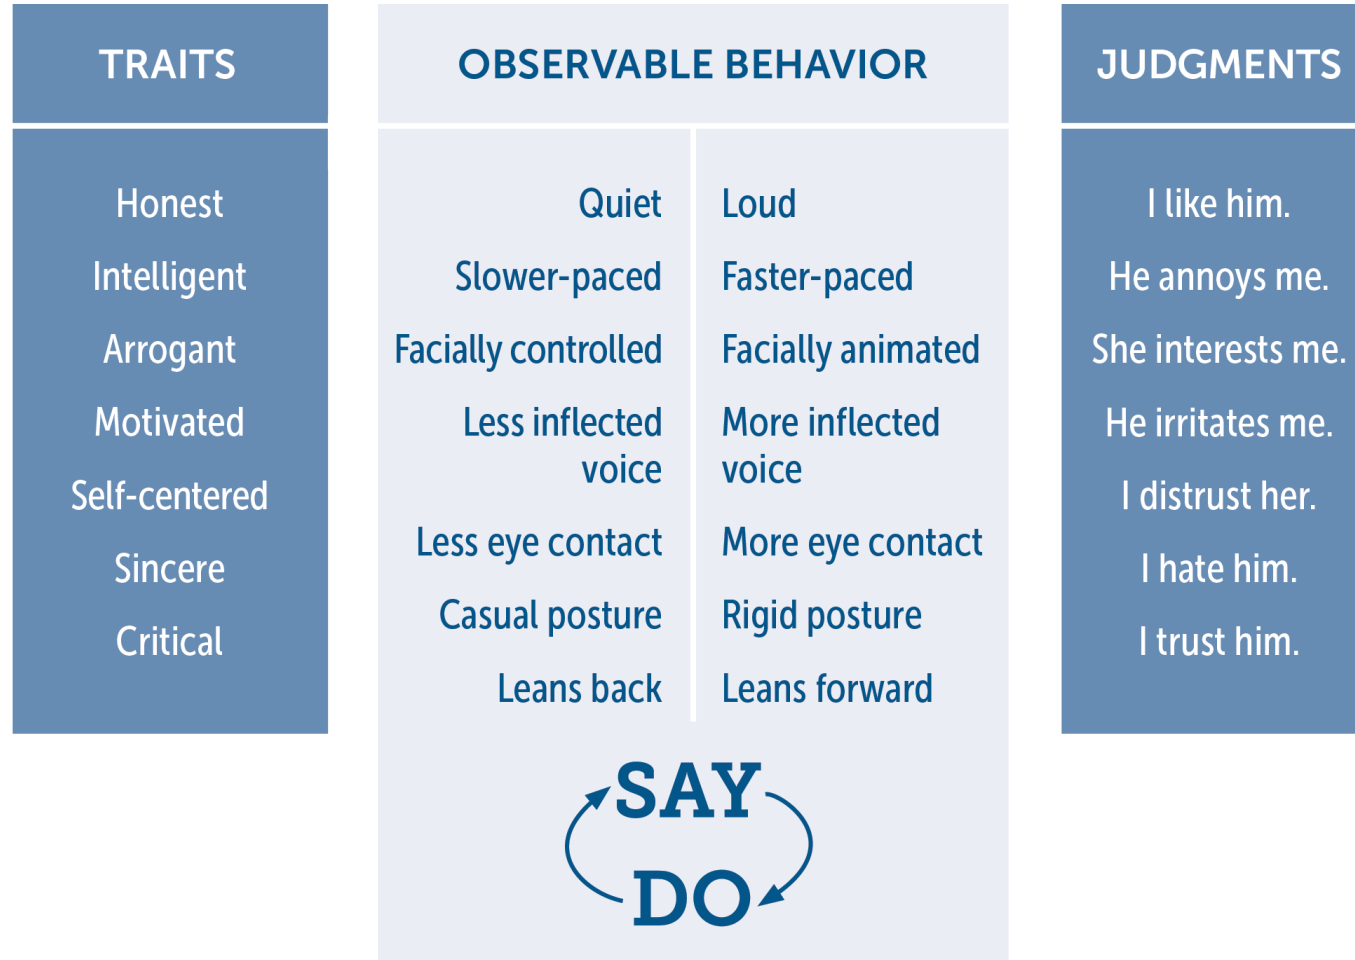 TRAITS
Honest
Intelligent
Arrogant
Motivated
Self-centered
Sincere
Critical
OBSERVABLE BEHAVIOR
Quiet
Slower-paced
Facially controlled
Less inflected
voice
Less eye contact
Casual posture
Leans back
Loud
Faster-paced
Facially animated
More inflected
voice
More eye contact
Rigid posture
Leans forward
SAY
DO
JUDGMENTS
I like him.
He annoys me.
She interests me.
He irritates me.
I distrust her.
I hate him.
I trust him.